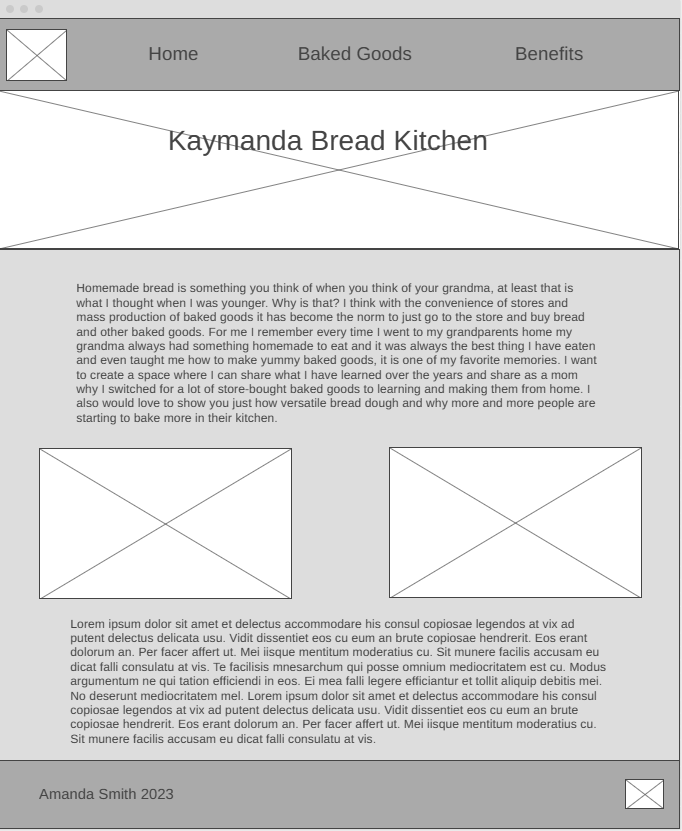 Home Baked Goods Benefits
Kaymanda Bread Kitchen
Homemade bread is something you think of when you think of your grandma, at least that is
what I thought when I was younger. Why is that? I think with the convenience of stores and
mass production of baked goods it has become the norm to just go to the store and buy bread
and other baked goods. For me I remember every time I went to my grandparents home my
grandma always had something homemade to eat and it was always the best thing I have eaten
and even taught me how to make yummy baked goods, it is one of my favorite memories. I want
to create a space where I can share what I have learned over the years and share as a mom
why I switched for a lot of store-bought baked goods to learning and making them from home. I
also would love to show you just how versatile bread dough and why more and more people are
starting to bake more in their kitchen.
Lorem ipsum dolor sit amet et delectus accommodare his consul copiosae legendos at vix ad
putent delectus delicata usu. Vidit dissentiet eos cu eum an brute copiosae hendrerit. Eos erant
dolorum an. Per facer affert ut. Mei iisque mentitum moderatius cu. Sit munere facilis accusam eu
dicat facilli consulatu at vis. Te facilisis mnesarchum qui posse omnium mediocritatem est cu. Modus
argumentum ne qui tation efficiendi in eos. Ei mea falli legere efficiantur et tollit aliquip debitis mei.
No deserunt mediocritatem mel. Lorem ipsum dolor sit amet et delectus accommodare his consul
copiosae legendos at vix ad putent delectus delicata usu. Vidit dissentiet eos cu eum an brute
copiosae hendrerit. Eos erant dolorum an. Per facer affert ut. Mei iisque mentitum moderatius cu.
Sit munere facilis accusam eu dicat facilli consulatu at vis.
Amanda Smith 2023